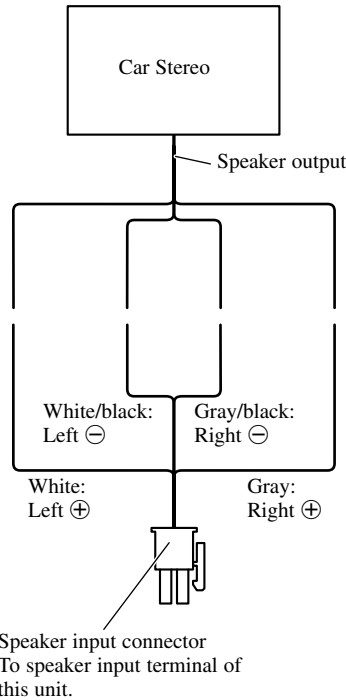 Car Stereo
Speaker output
White/black:
Left ⊖
Gray/black:
Right ⊖
White:
Left ⊕
Gray:
Right ⊕
Speaker input connector
To speaker input terminal of
this unit.